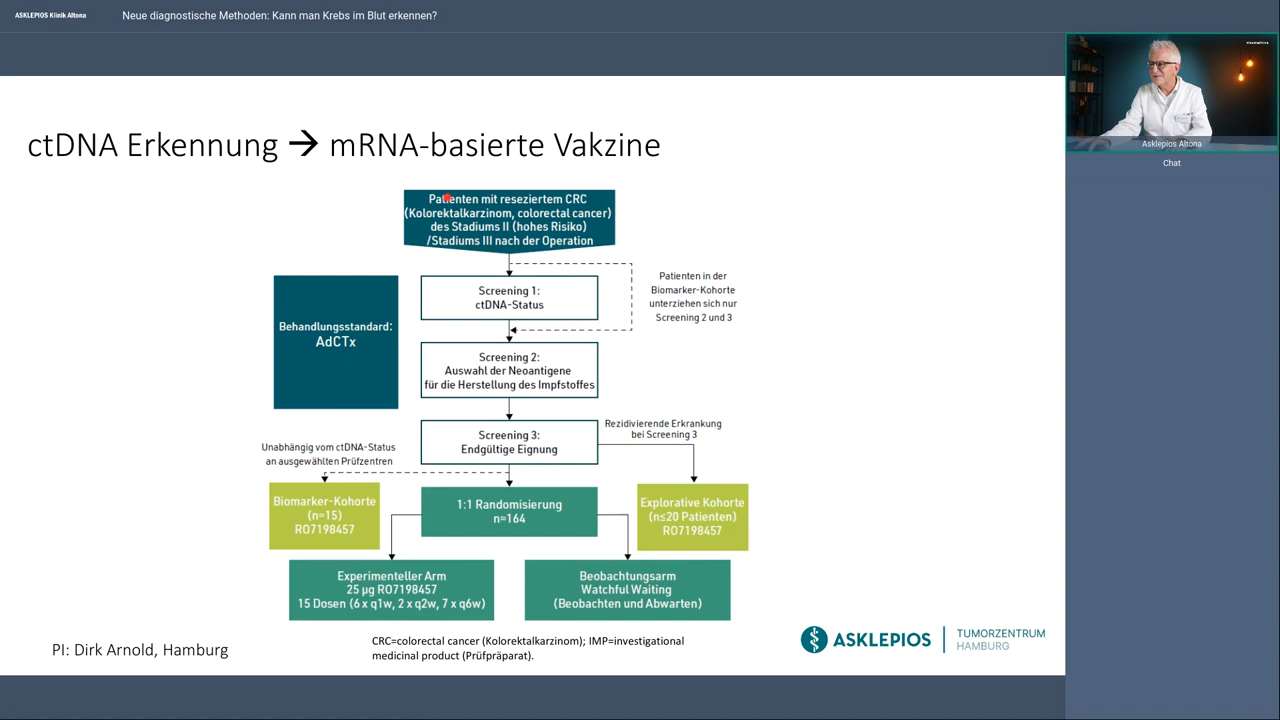 ASKLEPIOS Klinik Altona
Neue diagnostische Methoden: Kann man Krebs im Blut erkennen?
Asklepios Altona
Chat
ctDNA Erkennung → mRNA-basierte Vakzine
Patienten mit reseziertem CRC
(Kolorektalkarzinom, colorectal cancer)
des Stadiums II (hohes Risiko)
/Stadiums III nach der Operation
Screening 1:
ctDNA-Status
Patienten in der
Biomarker-Kohorte
unterziehen sich nur
Screening 2 und 3
Behandlungsstandard:
AdCTx
Screening 2:
Auswahl der Neoantigene
für die Herstellung des Impfstoffes
Screening 3:
Endgültige Eignung
Rezidivierende Erkrankung
bei Screening 3
Unabhängig vom ctDNA-Status
an ausgewählten Prüfzentren
Biomarker-Kohorte
(n=15)
RO7198457
1:1 Randomisierung
n≈164
Explorative Kohorte
(n≤20 Patienten)
RO7198457
Experimenteller Arm
25 µg RO7198457
15 Dosen (6 x q1w, 2 x q2w, 7 x q6w)
Beobachtungsarm
Watchful Waiting
(Beobachten und Abwarten)
PI: Dirk Arnold, Hamburg
CRC=colorectal cancer (Kolorektalkarzinom); IMP=investigational
medicinal product (Prüfpräparat).
ASKLEPIOS
TUMORZENTRUM
HAMBURG